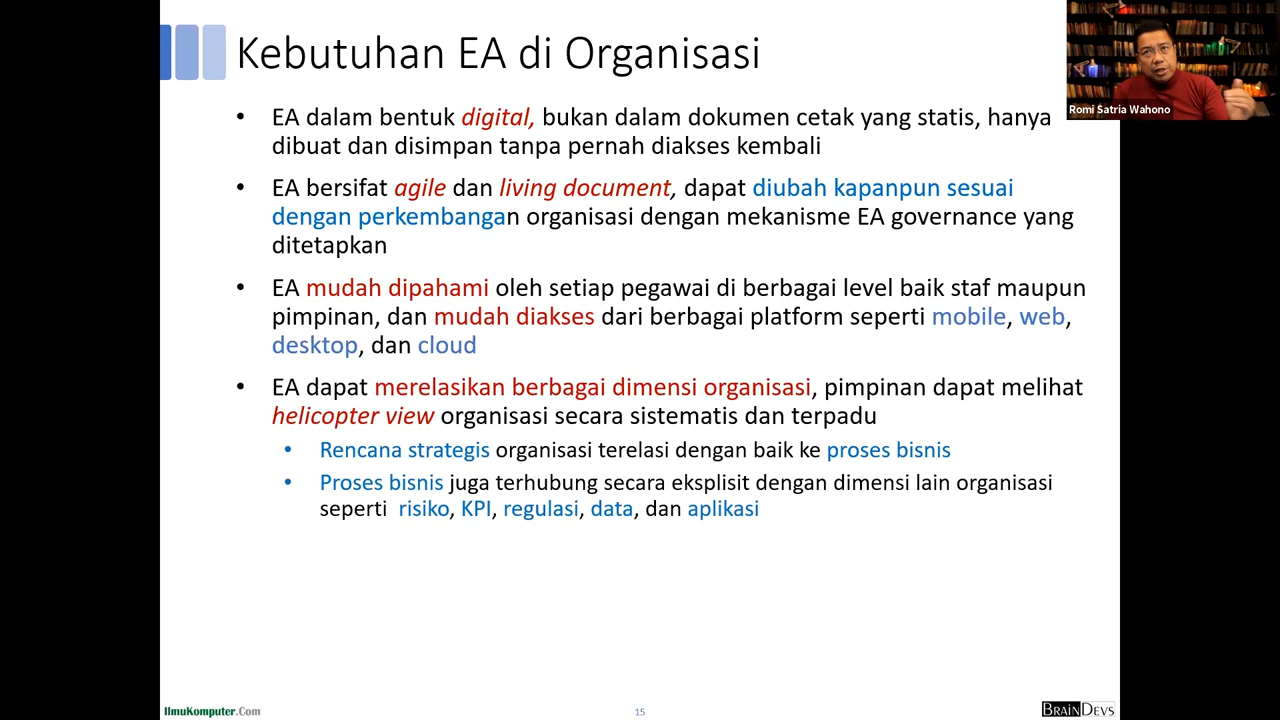 Kebutuhan EA di Organisasi
Romi Satria Wahono
• EA dalam bentuk digital, bukan dalam dokumen cetak yang statis, hanya
dibuat dan disimpan tanpa pernah diakses kembali
• EA bersifat agile dan living document, dapat diubah kapanpun sesuai
dengan perkembangan organisasi dengan mekanisme EA governance yang
ditetapkan
• EA mudah dipahami oleh setiap pegawai di berbagai level baik staf maupun
pimpinan, dan mudah diakses dari berbagai platform seperti mobile, web,
desktop, dan cloud
• EA dapat merelasikan berbagai dimensi organisasi, pimpinan dapat melihat
helicopter view organisasi secara sistematis dan terpadu
• Rencana strategis organisasi terelasi dengan baik ke proses bisnis
• Proses bisnis juga terhubung secara eksplisit dengan dimensi lain organisasi
seperti risiko, KPI, regulasi, data, dan aplikasi
IlmuKomputer.Com
15
BRAINDEVS